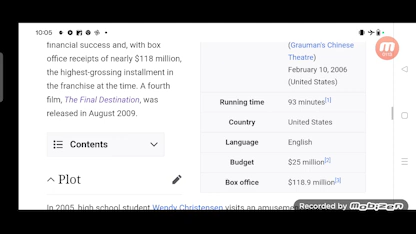 10:05
financial success and, with box
office receipts of nearly $118 million,
the highest-grossing installment in
the franchise at the time. A fourth
film, The Final Destination, was
released in August 2009.
Contents
Plot
In 2005, high school student Wendy Christensen visits an amusement
(Grauman's Chinese
Theatre)
February 10, 2006
(United States)
Running time 93 minutes[1]
Country United States
Language English
Budget $25 million[2]
Box office $118.9 million[3]
Recorded by Mobizen